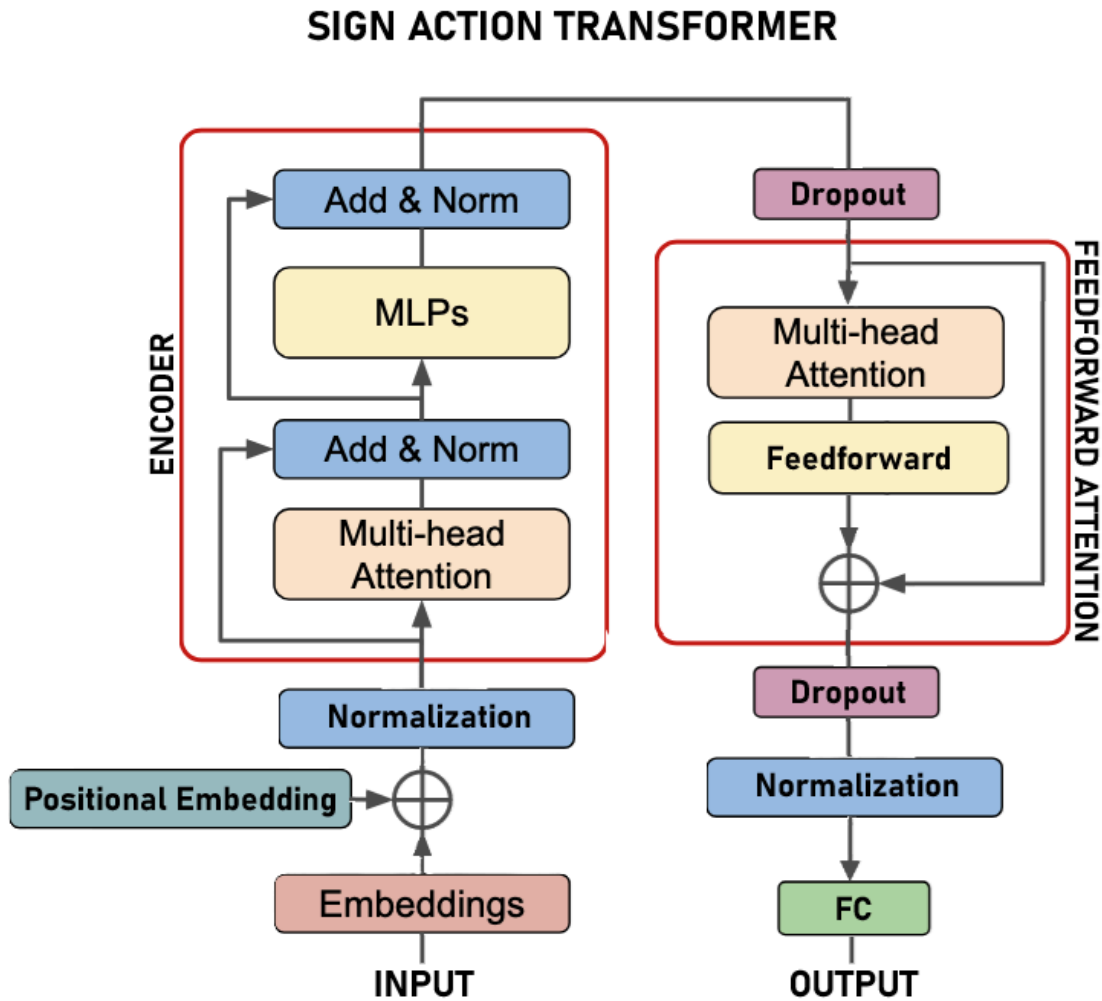 SIGN ACTION TRANSFORMER
Add & Norm
MLPs
Add & Norm
Multi-head
Attention
ENCODER
Normalization
Positional Embedding
Embeddings
INPUT
Dropout
Multi-head
Attention
Feedforward
FEEDFORWARD ATTENTION
Dropout
Normalization
FC
OUTPUT